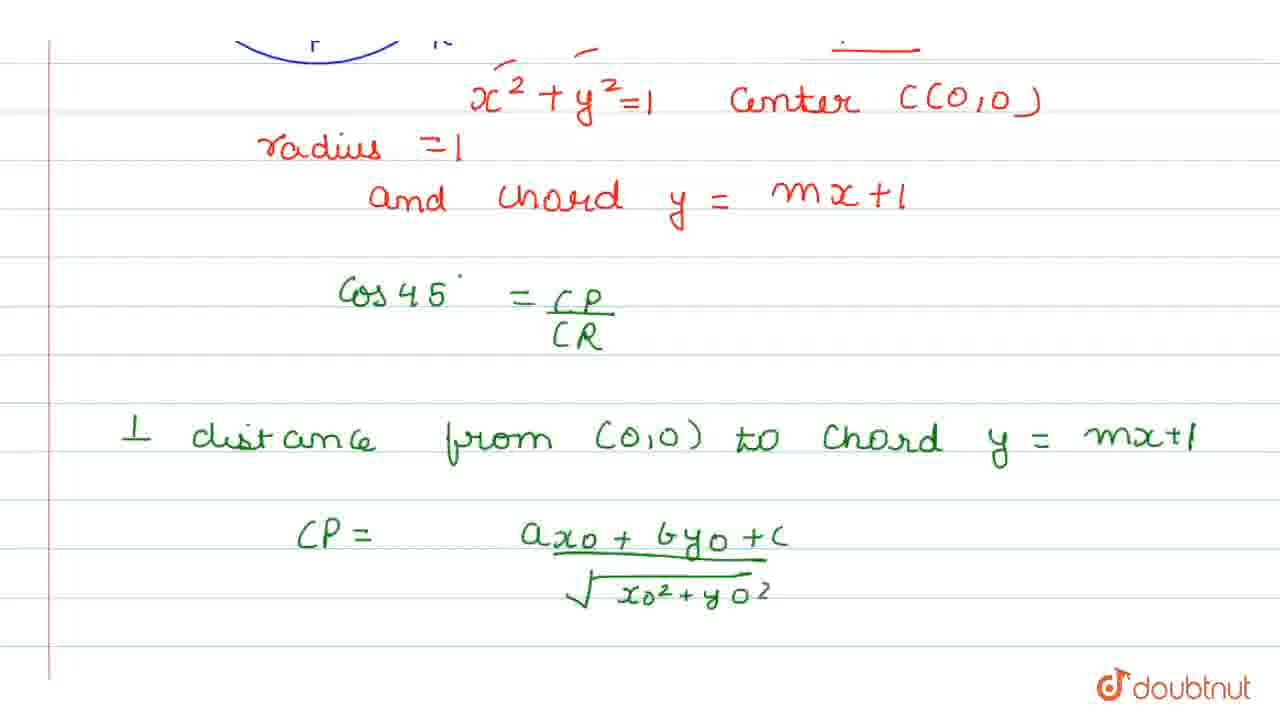 x² + y² = 1 center C(0,0)
radius = 1
and chord y = mx + 1
Cos 45° = CP/CR
⊥ distance from (0,0) to chord y = mx+1
CP = ax0 + by0 + c / √x0² + y0²
doubtnut